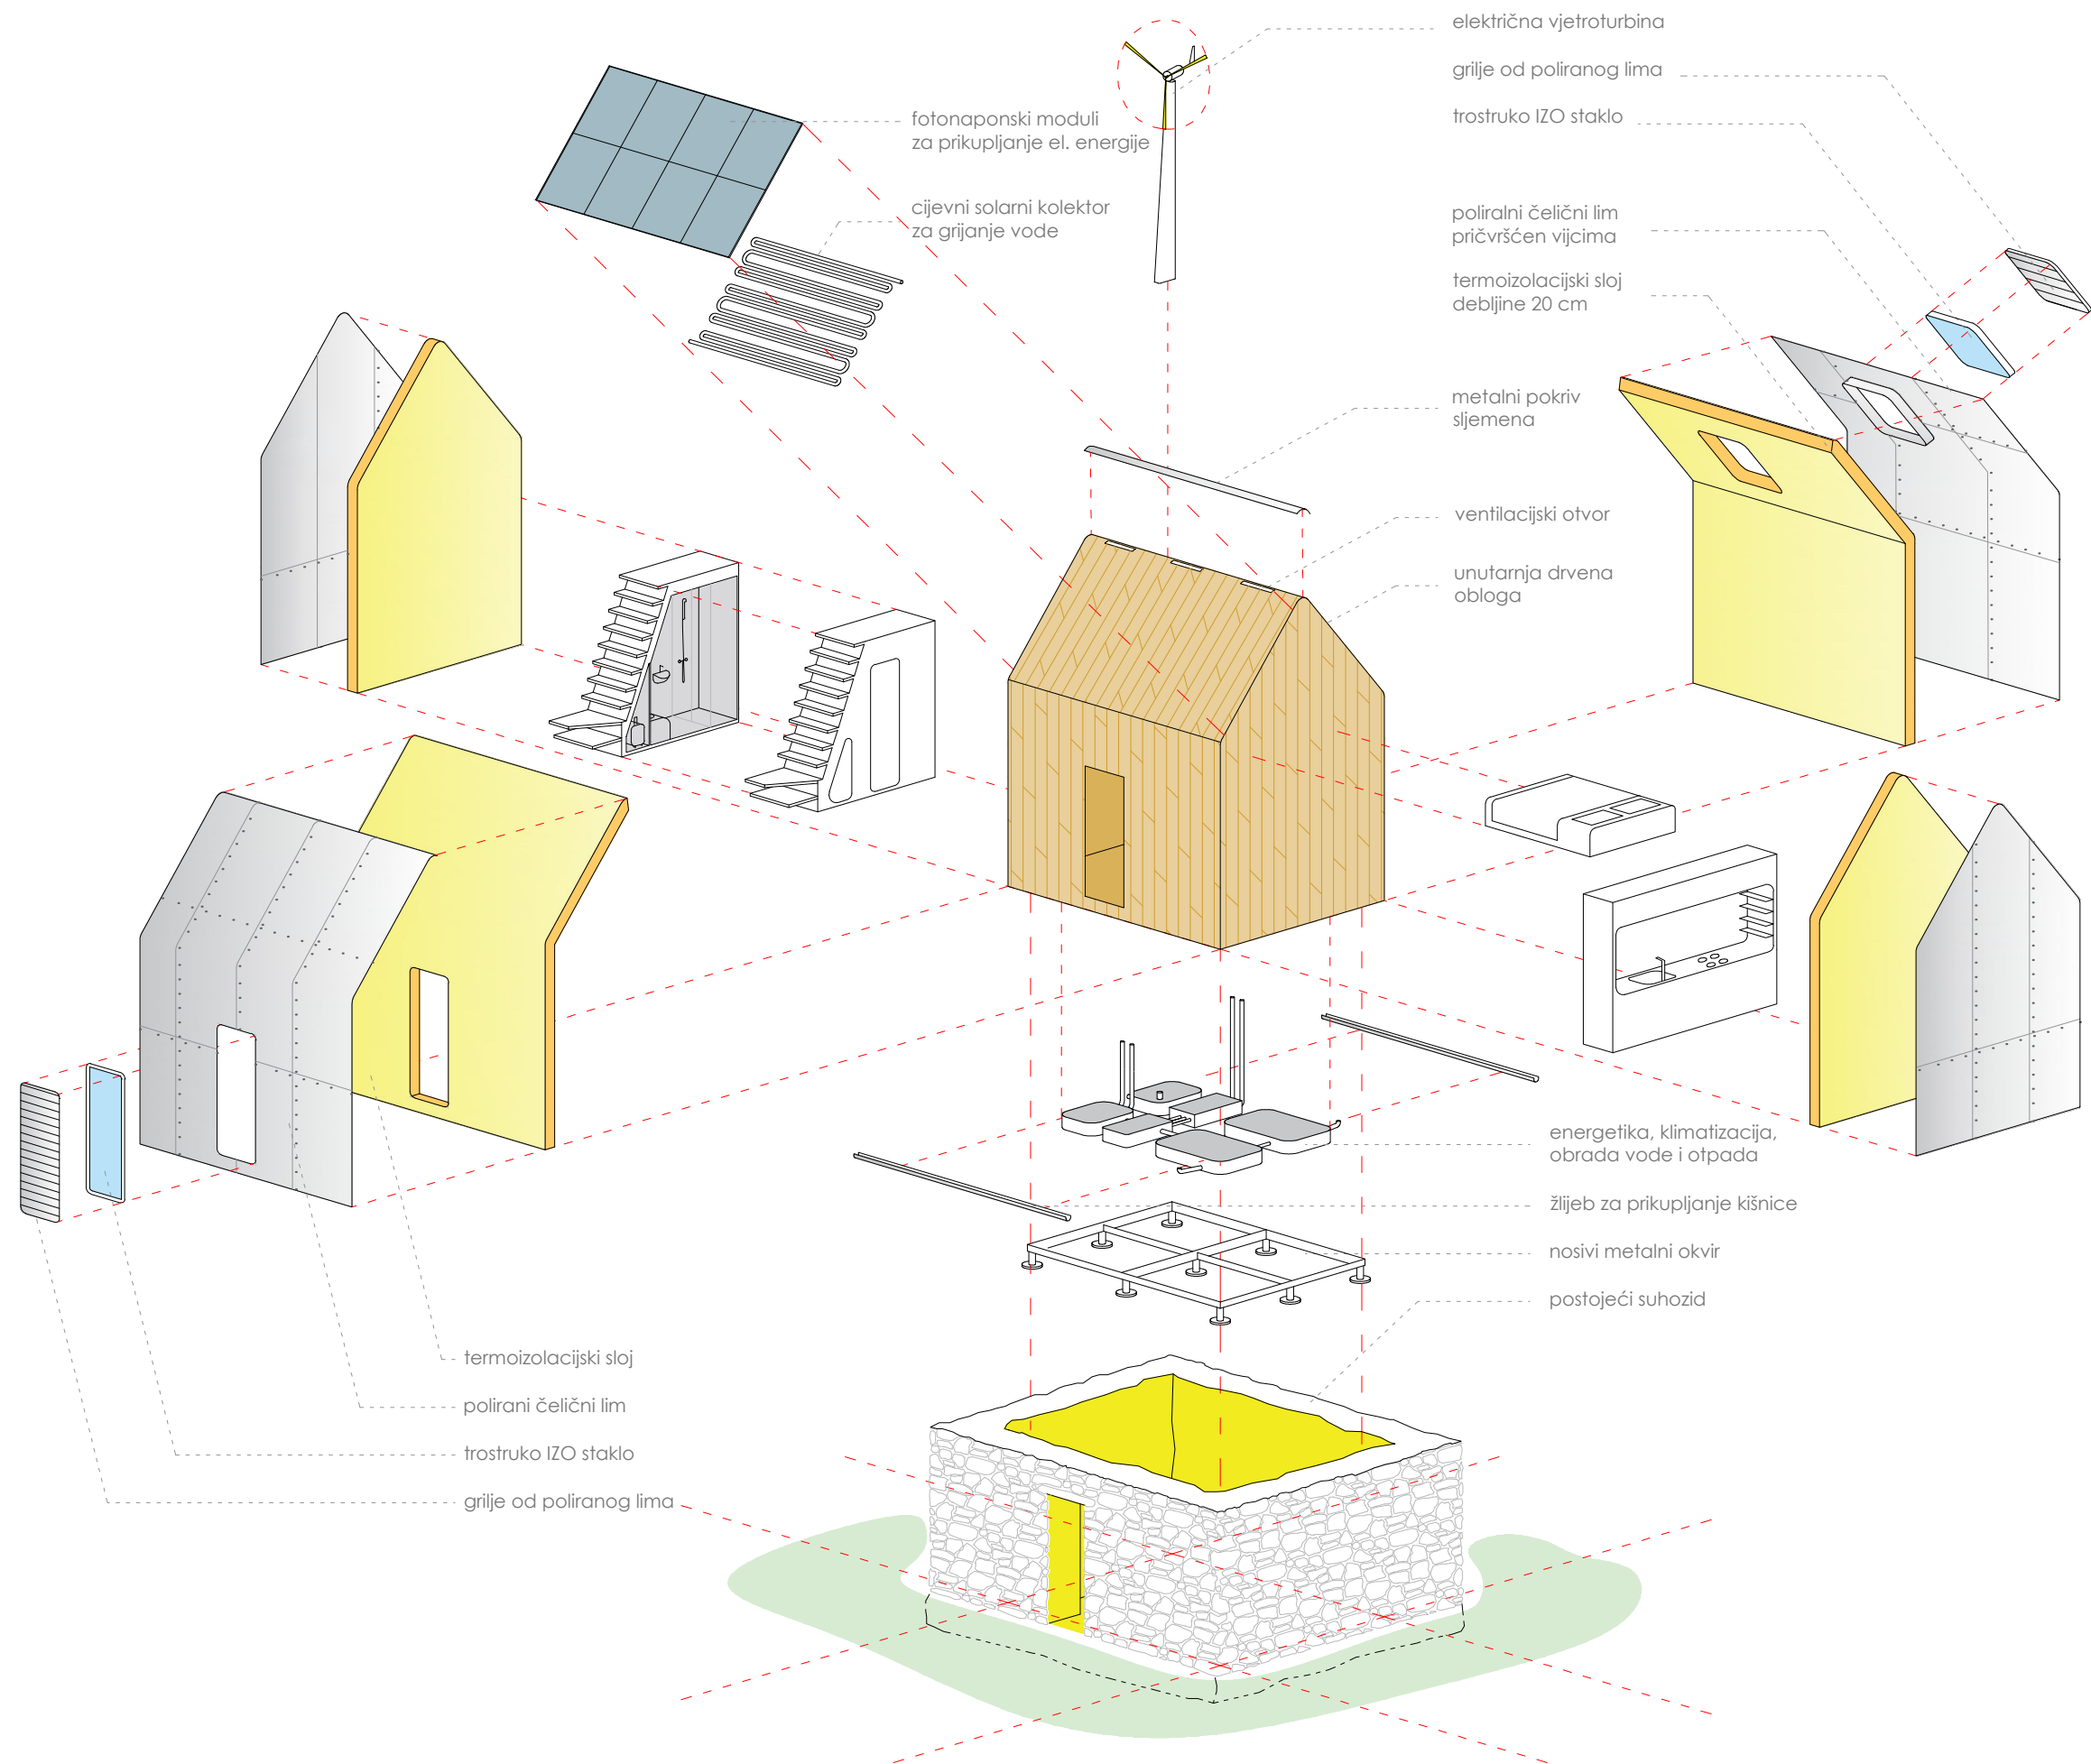 električna vjetroturbina
grilje od poliranog lima
trostruko IZO staklo
fotonaponski moduli
za prikupljanje el. energije
cijevni solarni kolektor
za grijanje vode
poliralni čelični lim
pričvršćen vijcima
termoizolacijski sloj
debljine 20 cm
metalni pokriv
sljemena
ventilacijski otvor
unutarnja drvena
obloga
energetika, klimatizacija,
obrada vode i otpada
žlijeb za prikupljanje kišnice
nosivi metalni okvir
postojeći suhozid
termoizolacijski sloj
polirani čelični lim
trostruko IZO staklo
grilje od poliranog lima